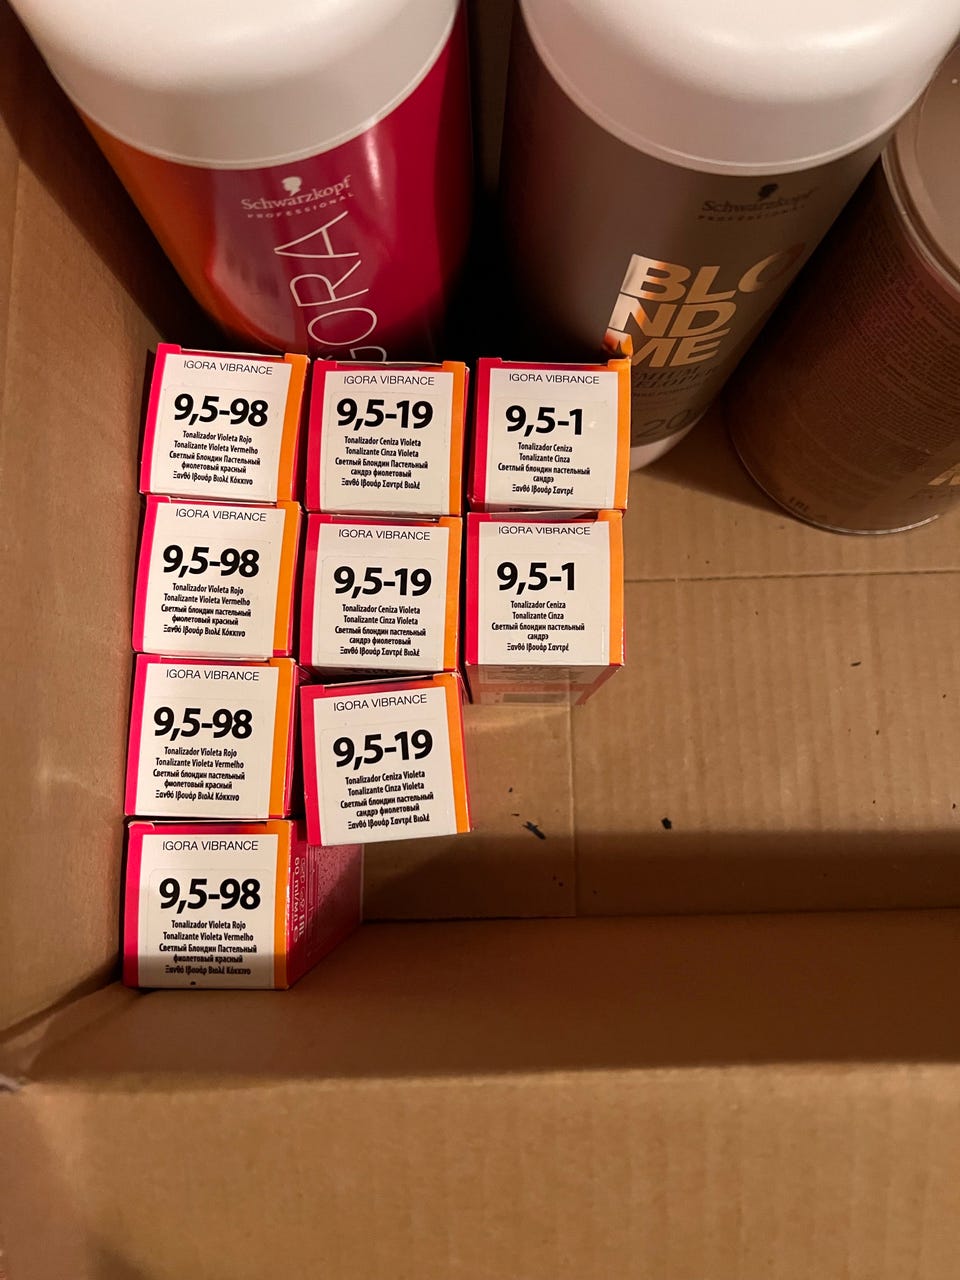 Schwarzkopf
PROFESSIONAL
IGORA
Schwarzkopf
PROFESSIONAL
BLO
ND
ME
IGORA VIBRANCE
9,5-98
Tonalizador Violeta Rojo
Tonalizante Violeta Vermelho
Светлый Блондин Пастельный
фиолетовый красный
Ξανθό Ιβουάρ Βιολέ Κόκκινο
IGORA VIBRANCE
9,5-19
Tonalizador Ceniza Violeta
Tonalizante Cinza Violeta
Светлый Блондин Пастельный
сандрэ фиолетовый
Ξανθό Ιβουάρ Σαντρέ Βιολέ
IGORA VIBRANCE
9,5-1
Tonalizador Ceniza
Tonalizante Cinza
Светлый блондин пастельный
сандрэ
Ξανθό Ιβουάρ Σαντρέ
IGORA VIBRANCE
9,5-98
Tonalizador Violeta Rojo
Tonalizante Violeta Vermelho
Светлый блондин пастельный
фиолетовый красный
Ξανθό Ιβουάρ Βιολέ Κόκκινο
IGORA VIBRANCE
9,5-19
Tonalizador Ceniza Violeta
Tonalizante Cinza Violeta
Светлый блондин пастельный
сандрэ фиолетовый
Ξανθό Ιβουάρ Σαντρέ Βιολέ
IGORA VIBRANCE
9,5-1
Tonalizador Ceniza
Tonalizante Cinza
Светлый блондин пастельный
сандрэ
Ξανθό Ιβουάρ Σαντρέ
IGORA VIBRANCE
9,5-98
Tonalizador Violeta Rojo
Tonalizante Violeta Vermelho
Светлый блондин пастельный
фиолетовый красный
Ξανθό Ιβουάρ Βιολέ Κόκκινο
IGORA VIBRANCE
9,5-19
Tonalizador Ceniza Violeta
Tonalizante Cinza Violeta
Светлый блондин пастельный
сандрэ фиолетовый
Ξανθό Ιβουάρ Σαντρέ Βιολέ
IGORA VIBRANCE
9,5-98
Tonalizador Violeta Rojo
Tonalizante Violeta Vermelho
Светлый Блондин Пастельный
фиолетовый красный
Ξανθό Ιβουάρ Βιολέ Κόκκινο